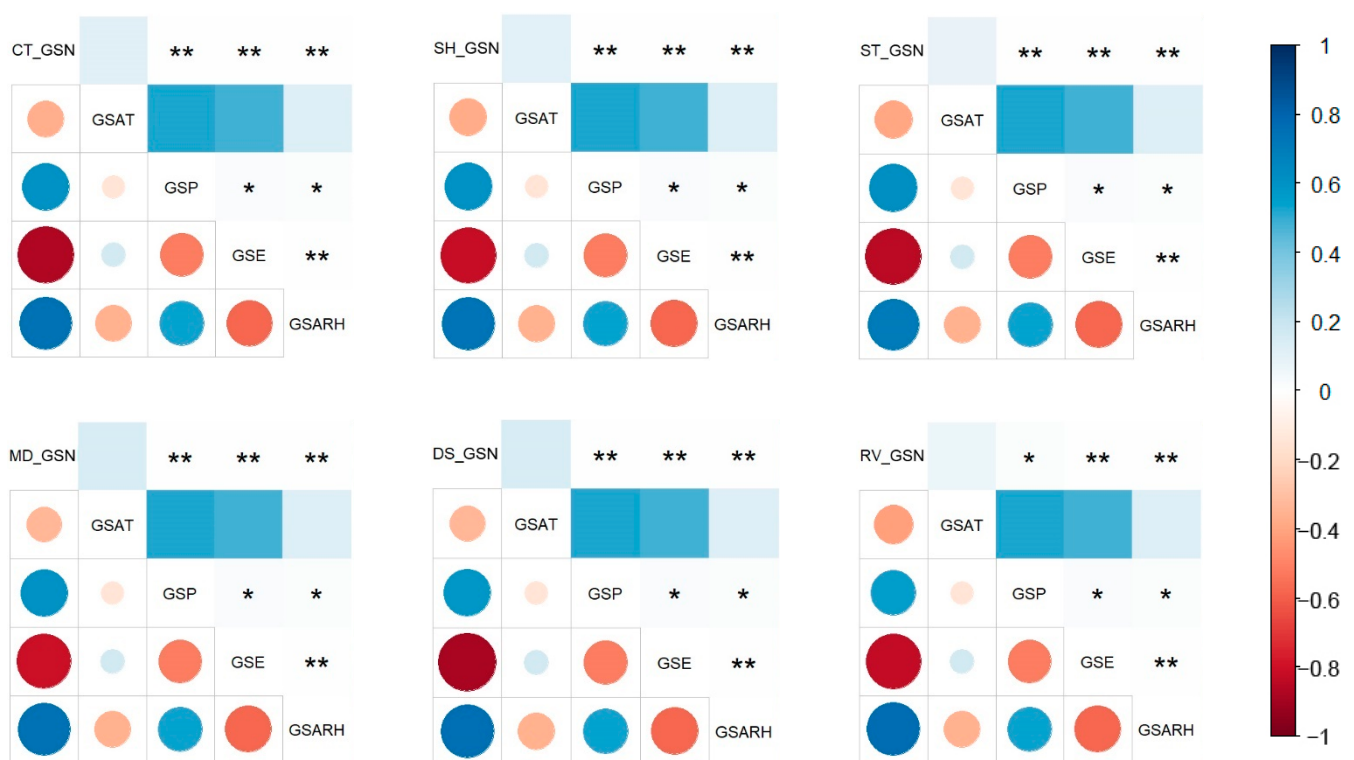 CT_GSN ** ** **
GSAT
GSP * *
GSE **
GSARH
SH_GSN ** ** **
GSAT
GSP * *
GSE **
GSARH
ST_GSN ** ** **
GSAT
GSP * *
GSE **
GSARH
MD_GSN ** ** **
GSAT
GSP * *
GSE **
GSARH
DS_GSN ** ** **
GSAT
GSP * *
GSE **
GSARH
RV_GSN * ** **
GSAT
GSP * *
GSE **
GSARH
1
0.8
0.6
0.4
0.2
0
−0.2
−0.4
−0.6
−0.8
−1